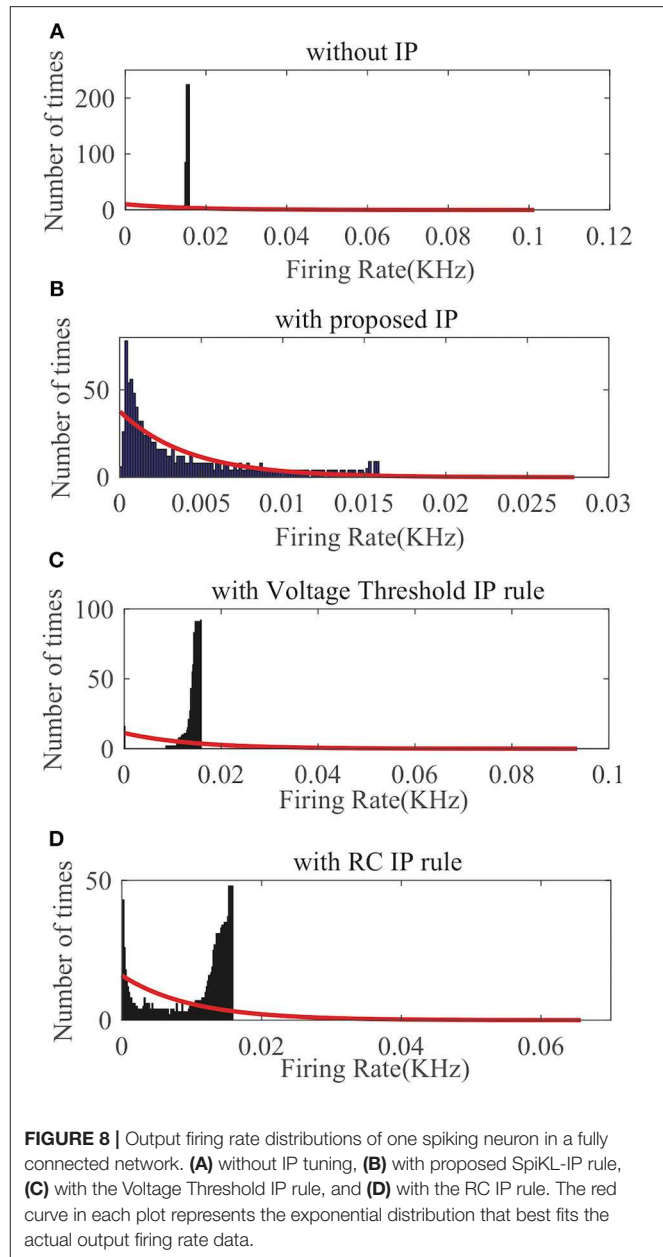 A
without IP
Number of times
200
100
0
0 0.02 0.04 0.06 0.08 0.1 0.12
Firing Rate(KHz)
B
with proposed IP
Number of times
50
0
0 0.005 0.01 0.015 0.02 0.025 0.03
Firing Rate(KHz)
C
with Voltage Threshold IP rule
Number of times
100
50
0
0 0.02 0.04 0.06 0.08 0.1
Firing Rate(KHz)
D
with RC IP rule
Number of times
50
0
0 0.02 0.04 0.06
Firing Rate(KHz)
FIGURE 8 | Output firing rate distributions of one spiking neuron in a fully
connected network. (A) without IP tuning, (B) with proposed SpiKL-IP rule,
(C) with the Voltage Threshold IP rule, and (D) with the RC IP rule. The red
curve in each plot represents the exponential distribution that best fits the
actual output firing rate data.